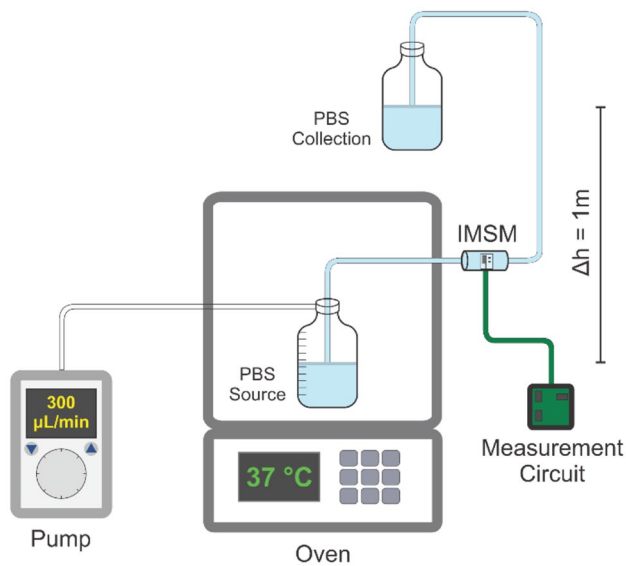 PBS
Collection
IMSM
Δh = 1m
PBS
Source
300
μL/min
37 °C
Measurement
Circuit
Pump
Oven